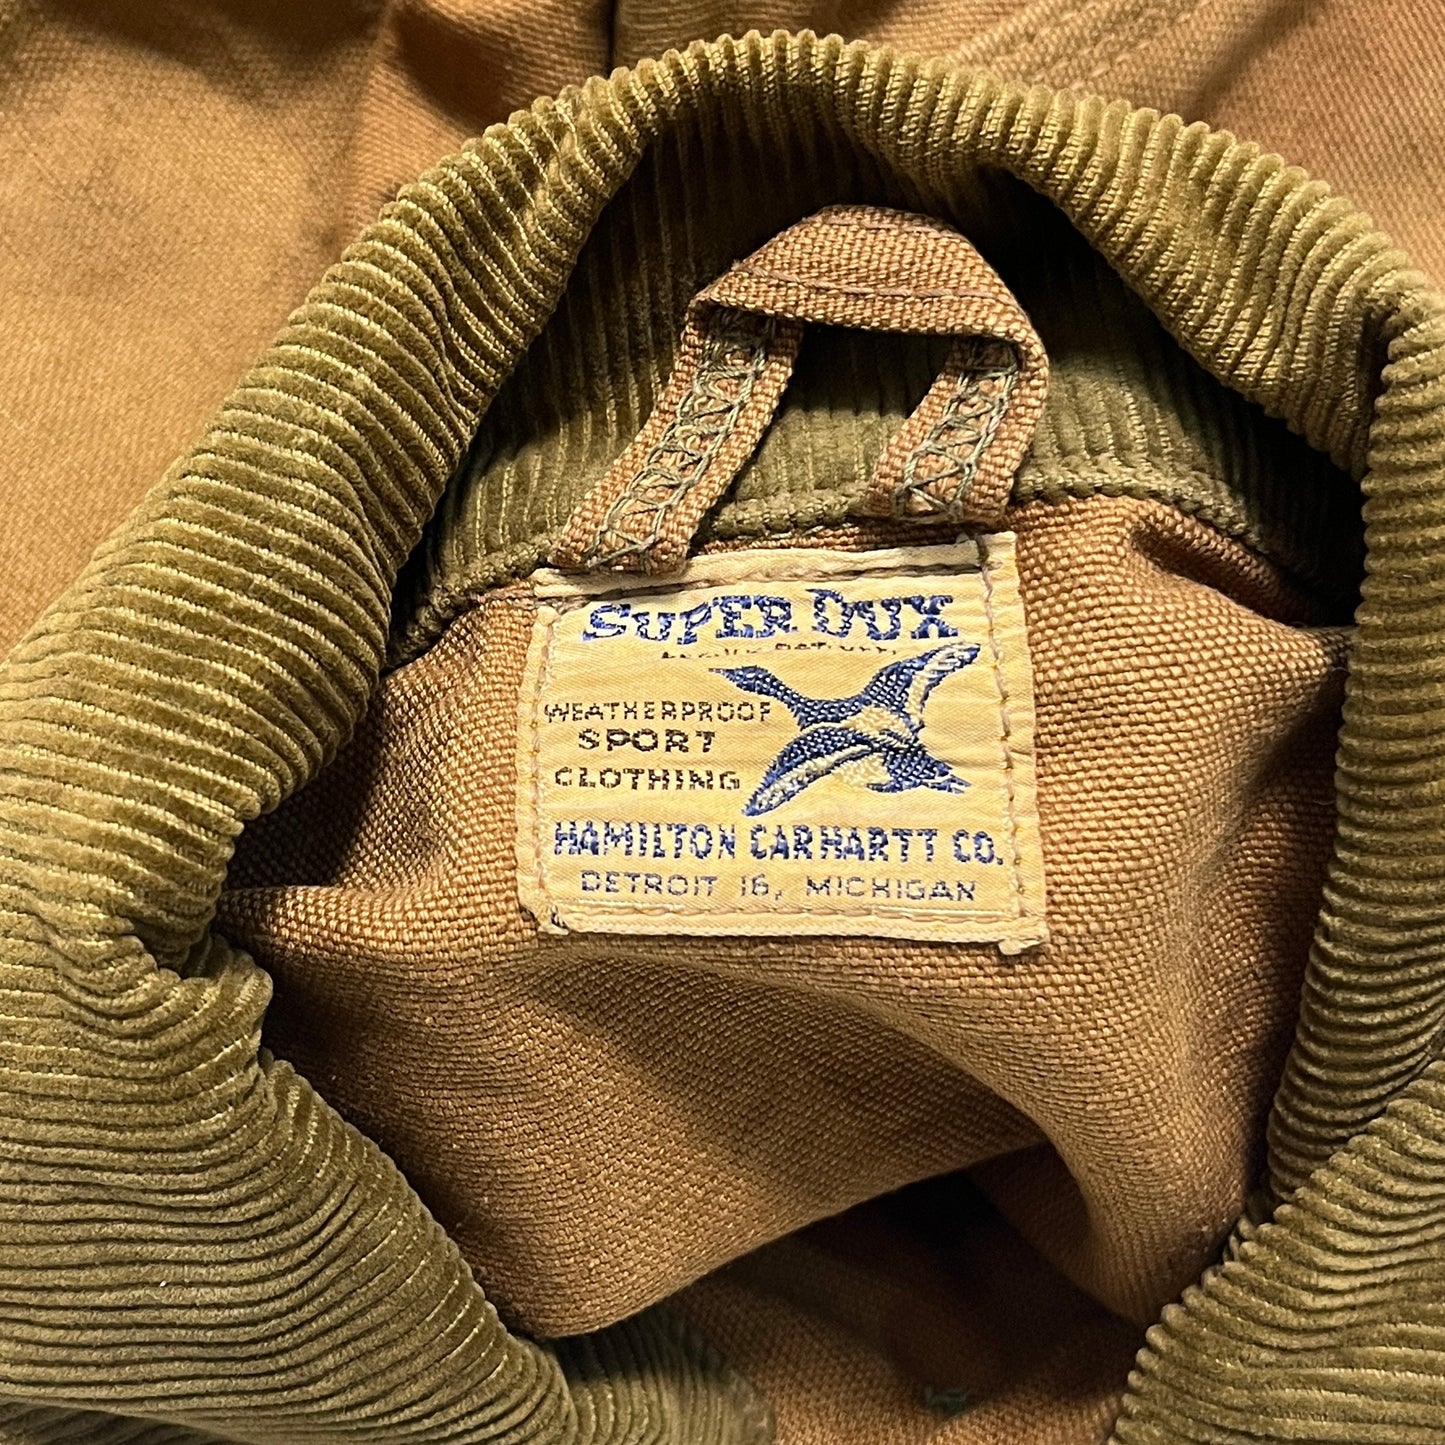 SUPER DUX
WEATHERPROOF
SPORT
CLOTHING
HAMILTON CARHARTT CO.
DETROIT 16, MICHIGAN